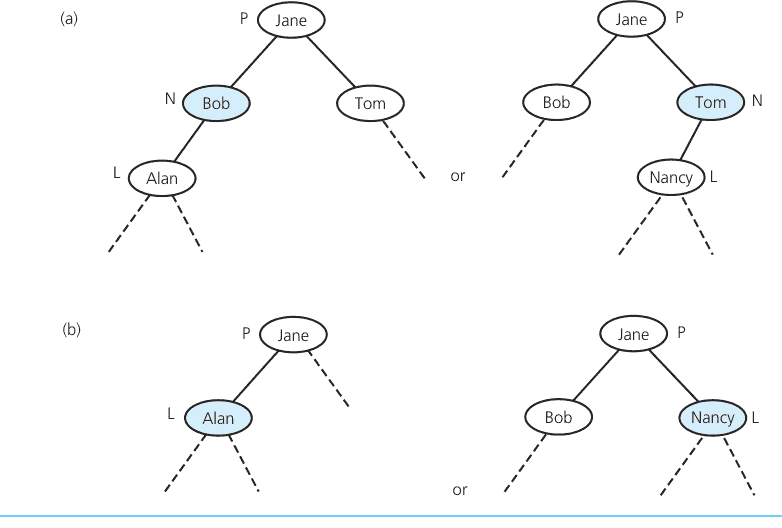 (a)
P Jane
N Bob
Tom
L Alan
or
Jane P
Bob
Tom N
Nancy L
(b)
P Jane
L Alan
or
Jane P
Bob
Nancy L